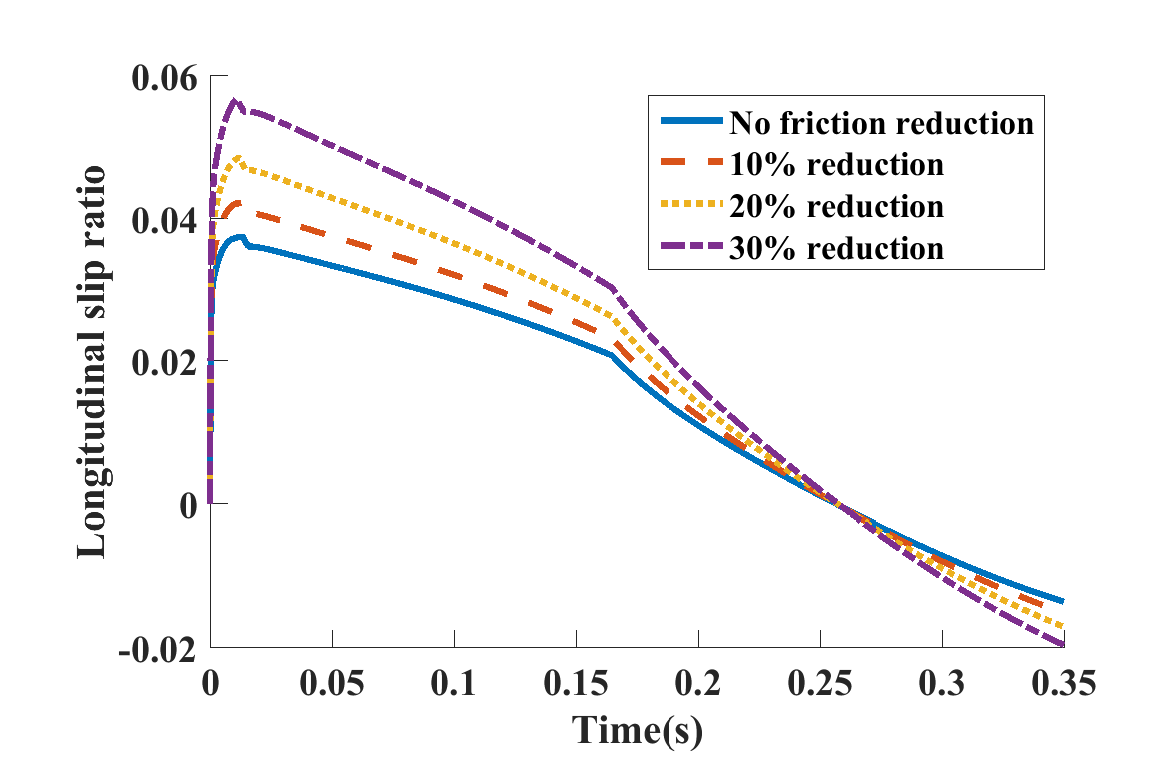 0.06
0.04
0.02
0
-0.02
Longitudinal slip ratio
No friction reduction
10% reduction
20% reduction
30% reduction
0 0.05 0.1 0.15 0.2 0.25 0.3 0.35
Time(s)